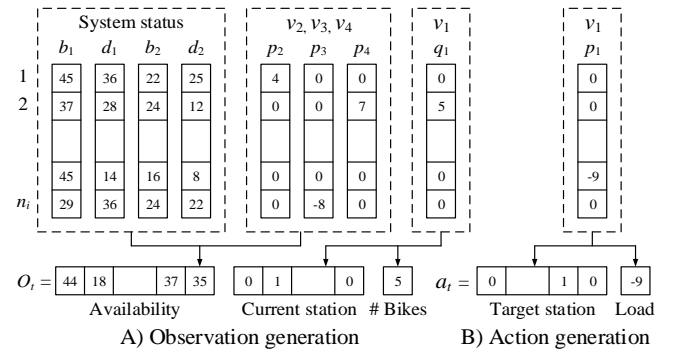 System status v2, v3, v4 v1 v1
b1 d1 b2 d2 p2 p3 p4 q1 p1
1 45 36 22 25 4 0 0 0 0
2 37 28 24 12 0 0 7 5 0
45 14 16 8 0 0 0 0 -9
ni 29 36 24 22 0 -8 0 0 0
Ot = 44 18 37 35 0 1 0 5 at = 0 1 0 -9
Availability Current station # Bikes Target station Load
A) Observation generation B) Action generation